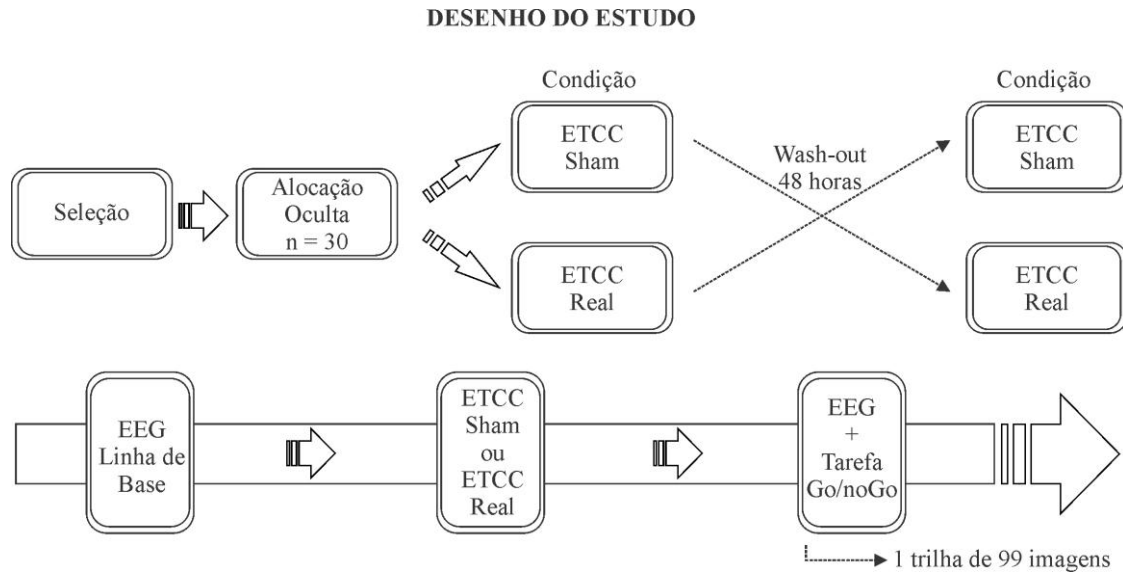 DESENHO DO ESTUDO
Condição
Condição
ETCC
Sham
ETCC
Sham
Wash-out
48 horas
Seleção
Alocação
Oculta
n = 30
ETCC
Real
ETCC
Real
EEG
Linha de
Base
ETCC
Sham
ou
ETCC
Real
EEG
+
Tarefa
Go/noGo
1 trilha de 99 imagens